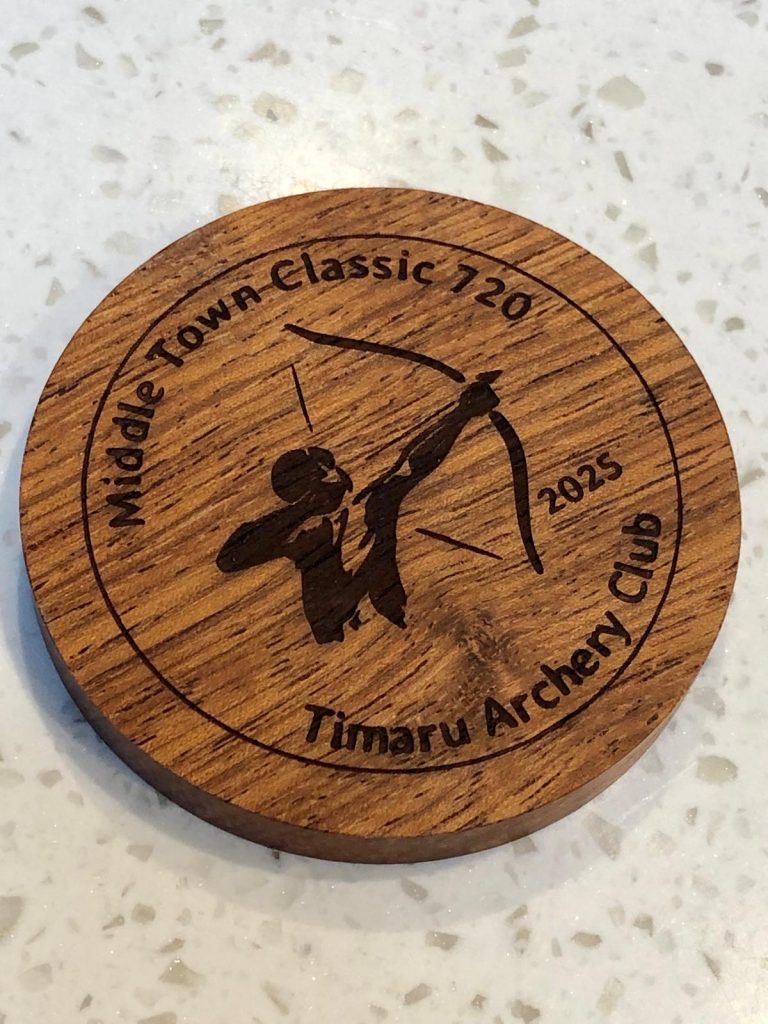 Middle Town Classic 720
2025
Timaru Archery Club